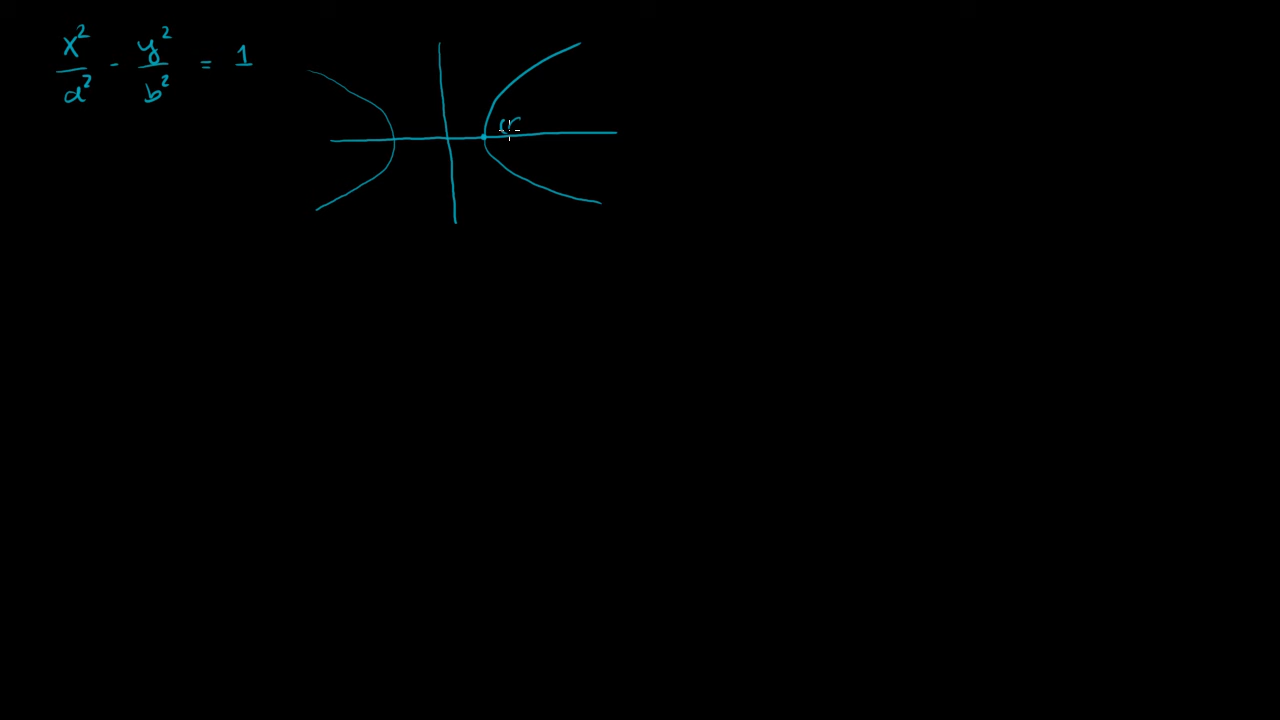 x²/a² - y²/b² = 1
a